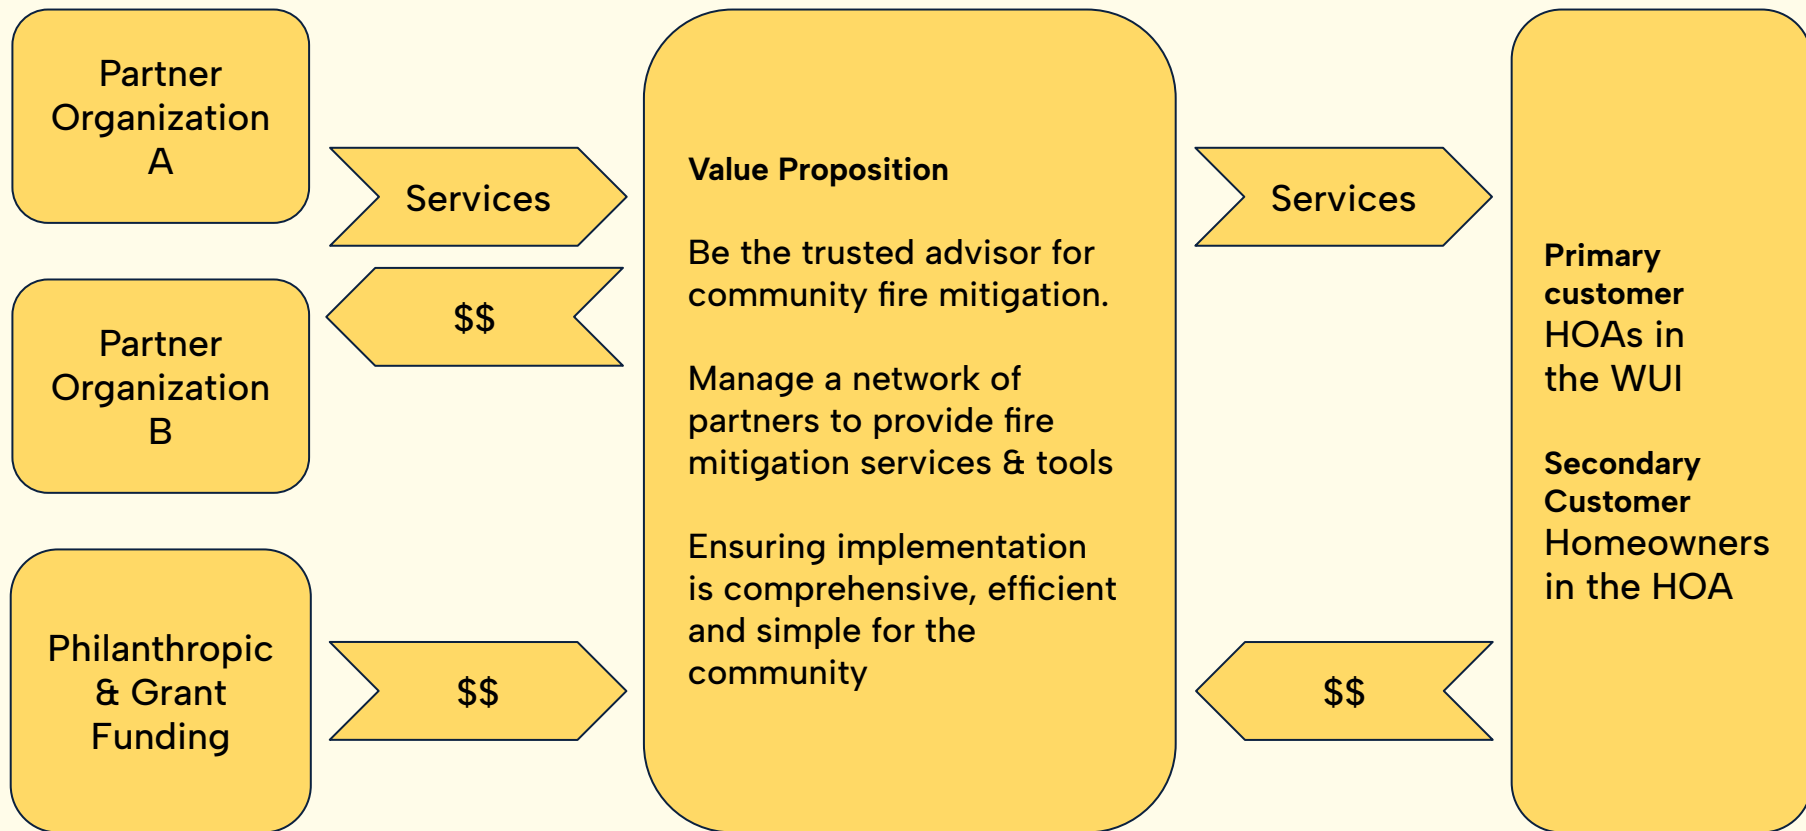 Partner
Organization
A
Partner
Organization
B
Philanthropic
& Grant
Funding
Services
$$
$$
Value Proposition
Be the trusted advisor for
community fire mitigation.
Manage a network of
partners to provide fire
mitigation services & tools
Ensuring implementation
is comprehensive, efficient
and simple for the
community
Services
$$
Primary
customer
HOAs in
the WUI
Secondary
Customer
Homeowners
in the HOA